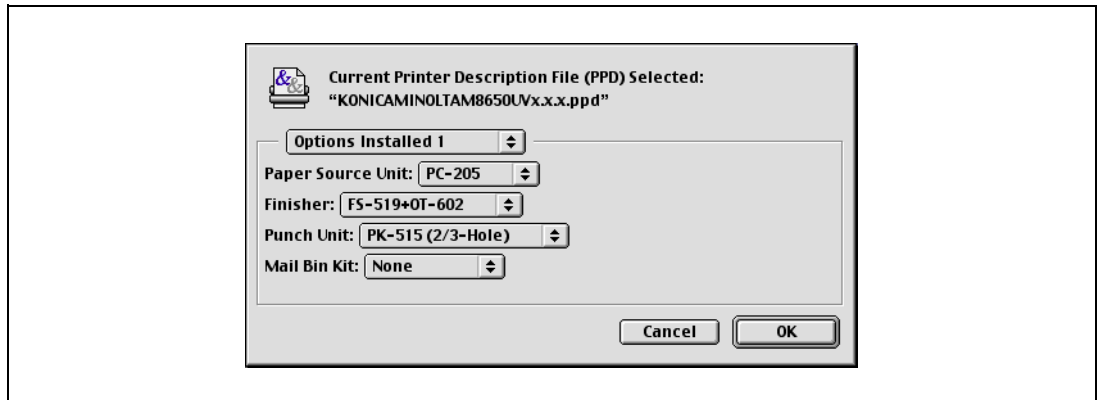 Current Printer Description File (PPD) Selected:
“KONICAMINOLTAM8650UVx.x.x.ppd”
Options Installed 1
Paper Source Unit: PC-205
Finisher: FS-519+OT-602
Punch Unit: PK-515 (2/3-Hole)
Mail Bin Kit: None
Cancel OK